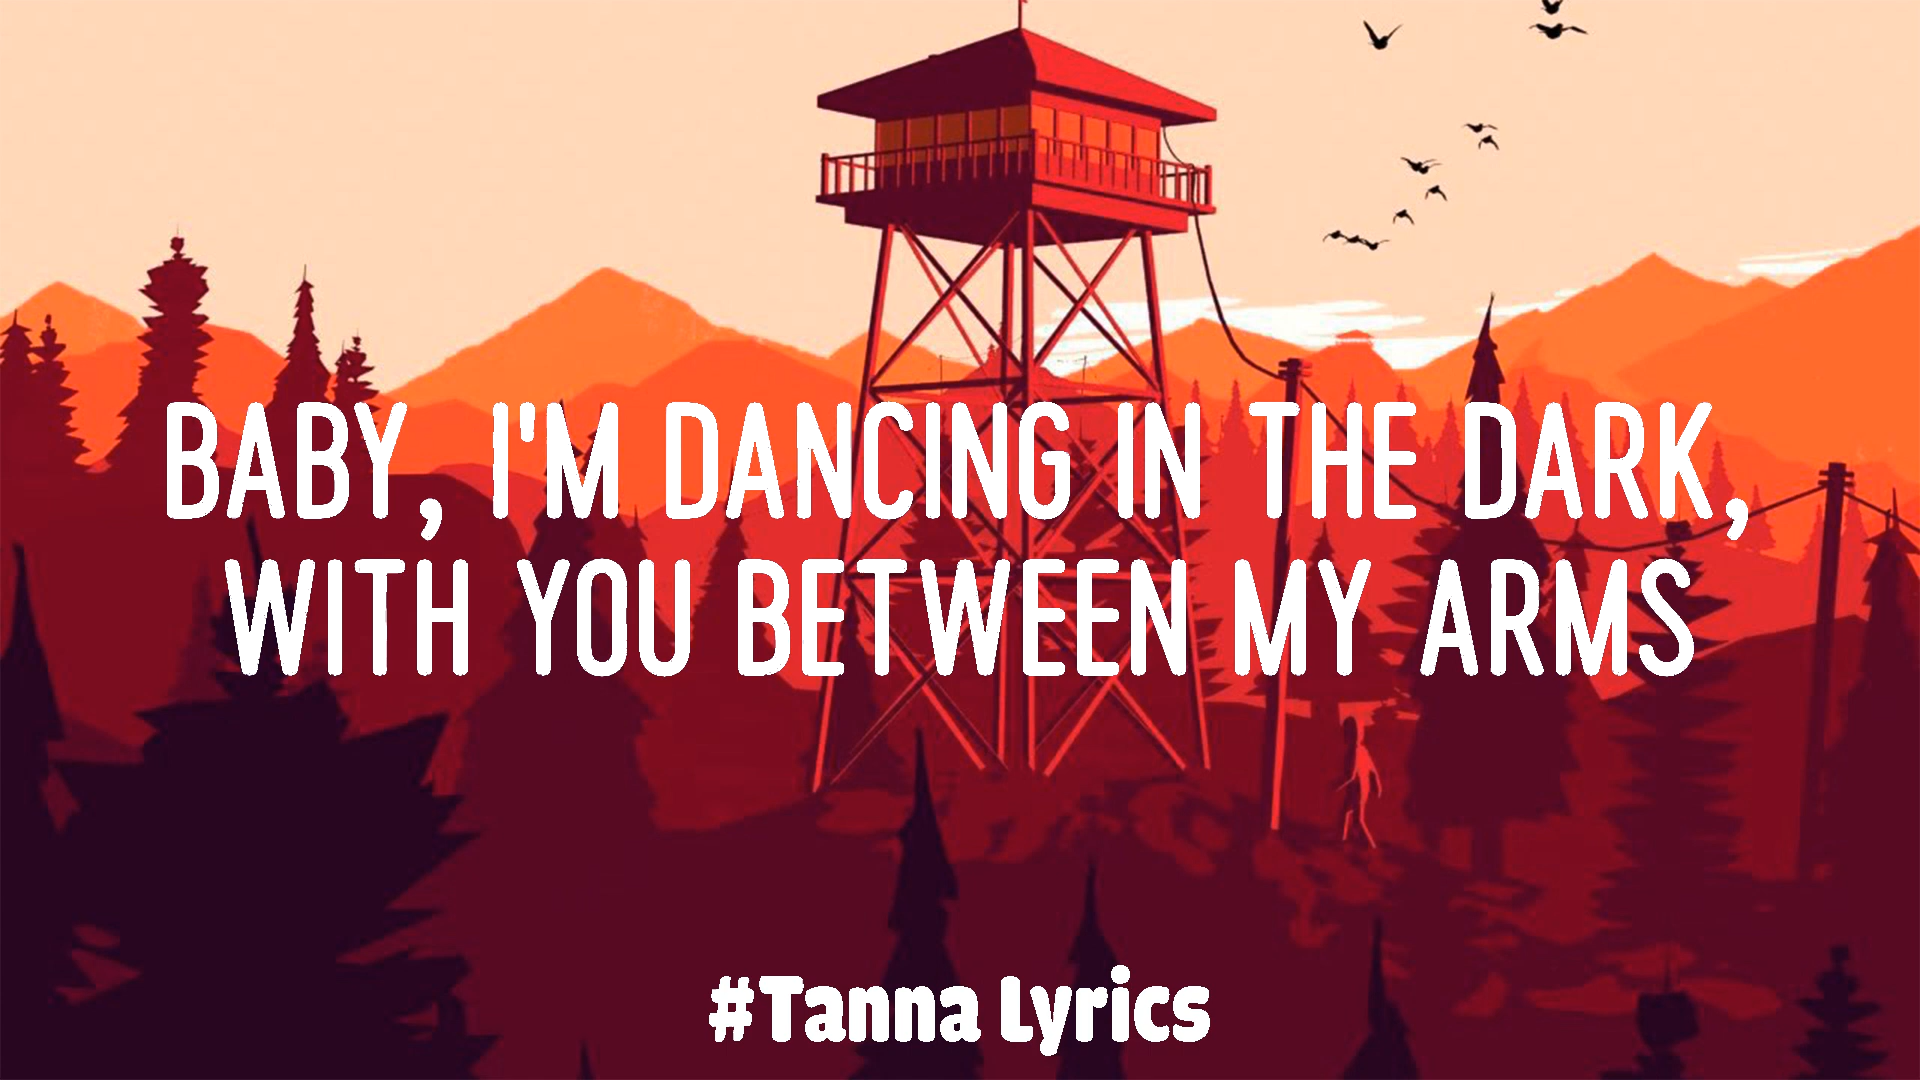 BABY, I'M DANCING IN THE DARK,
WITH YOU BETWEEN MY ARMS
#Tanna Lyrics